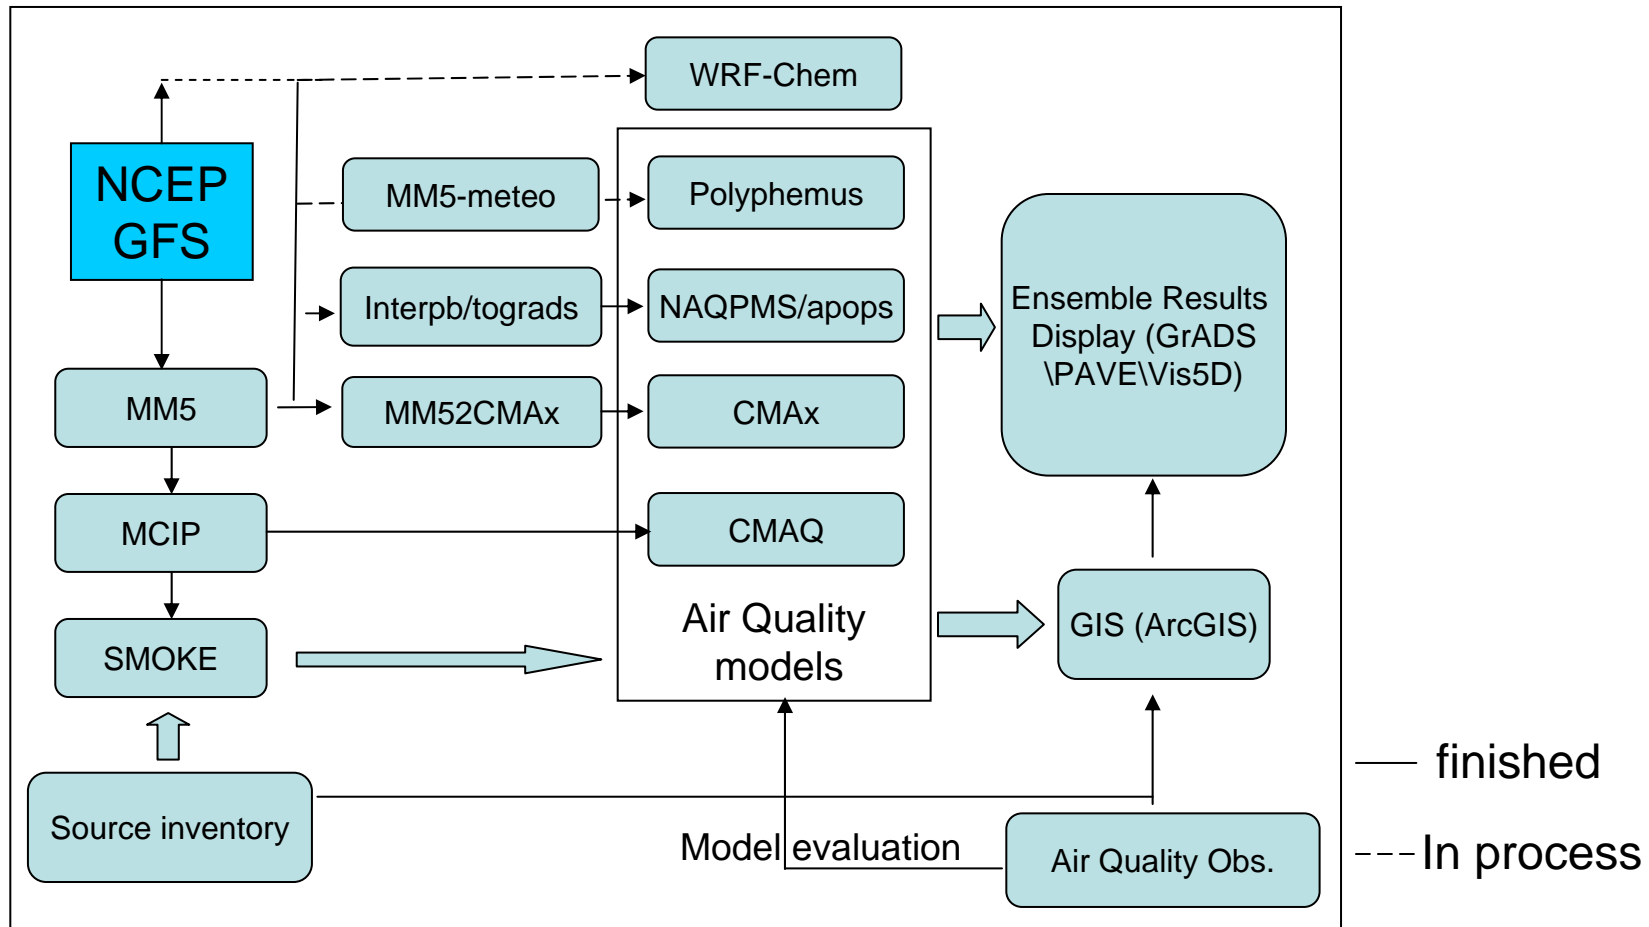 WRF-Chem
NCEP
GFS
MM5-meteo
Polyphemus
Interpb/tograds
NAQPMS/apops
Ensemble Results
Display (GrADS
\PAVE\Vis5D)
MM5
MM52CMAx
CMAx
MCIP
CMAQ
SMOKE
Air Quality
models
GIS (ArcGIS)
finished
Source inventory
Model evaluation
Air Quality Obs.
In process